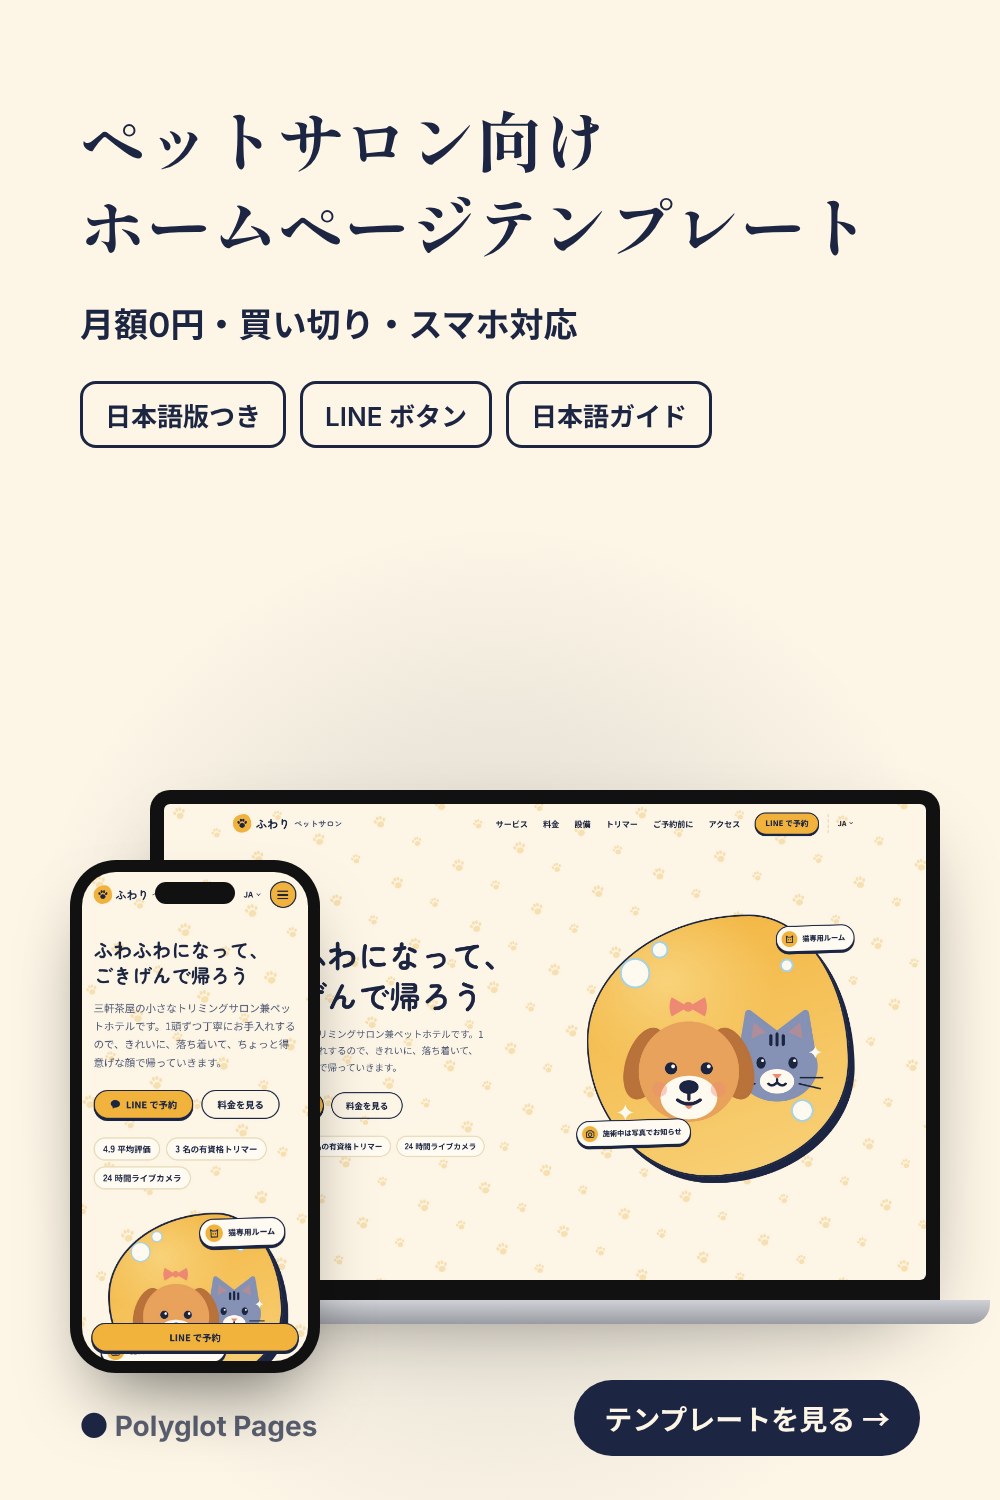 ペットサロン向け
ホームページテンプレート
月額0円・買い切り・スマホ対応
日本語版つき
LINE ボタン
日本語ガイド
ふわり ペットサロン
サービス 料金 設備 トリマー ご予約前に アクセス LINE で予約 JA
わになって、
んで帰ろう
リミングサロン兼ペットホテルです。1
れするので、きれいに、落ち着いて、
で帰っていきます。
料金を見る
の有資格トリマー
24 時間ライブカメラ
猫専用ルーム
施術中は写真でお知らせ
ふわり
JA
ふわふわになって、
ごきげんで帰ろう
三軒茶屋の小さなトリミングサロン兼ペッ
トホテルです。1頭ずつ丁寧にお手入れする
ので、きれいに、落ち着いて、ちょっと得
意げな顔で帰っていきます。
LINE で予約
料金を見る
4.9 平均評価
3 名の有資格トリマー
24 時間ライブカメラ
猫専用ルーム
LINE で予約
Polyglot Pages
テンプレートを見る →